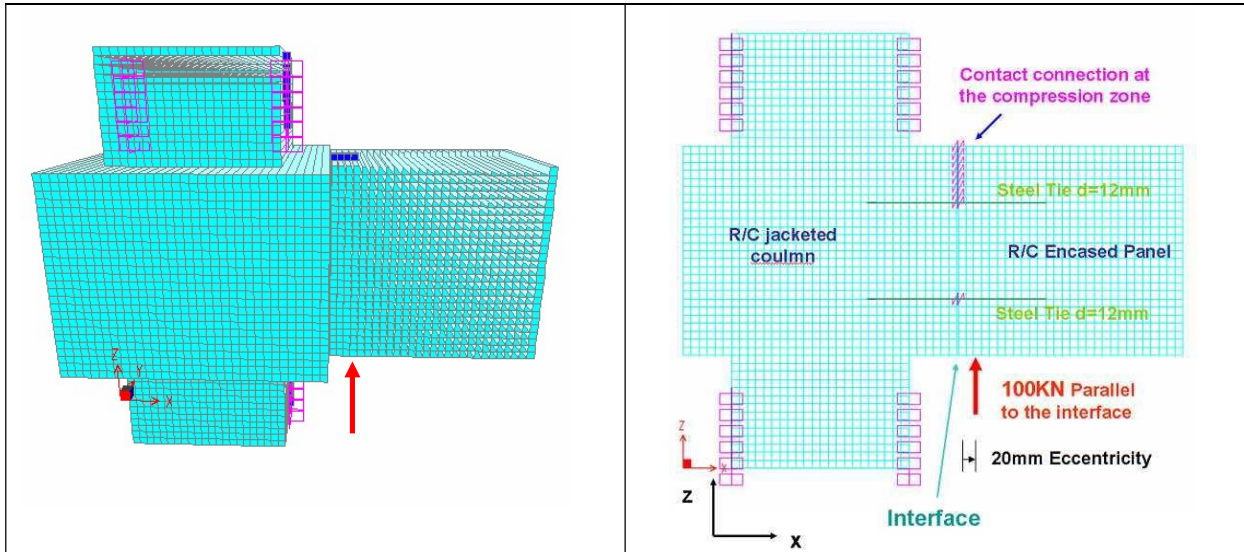 Z
Y
X
Contact connection at
the compression zone
Steel Tie d=12mm
R/C jacketed
coulmn
R/C Encased Panel
Steel Tie d=12mm
100KN Parallel
to the interface
20mm Eccentricity
Z
X
Z
X
Interface